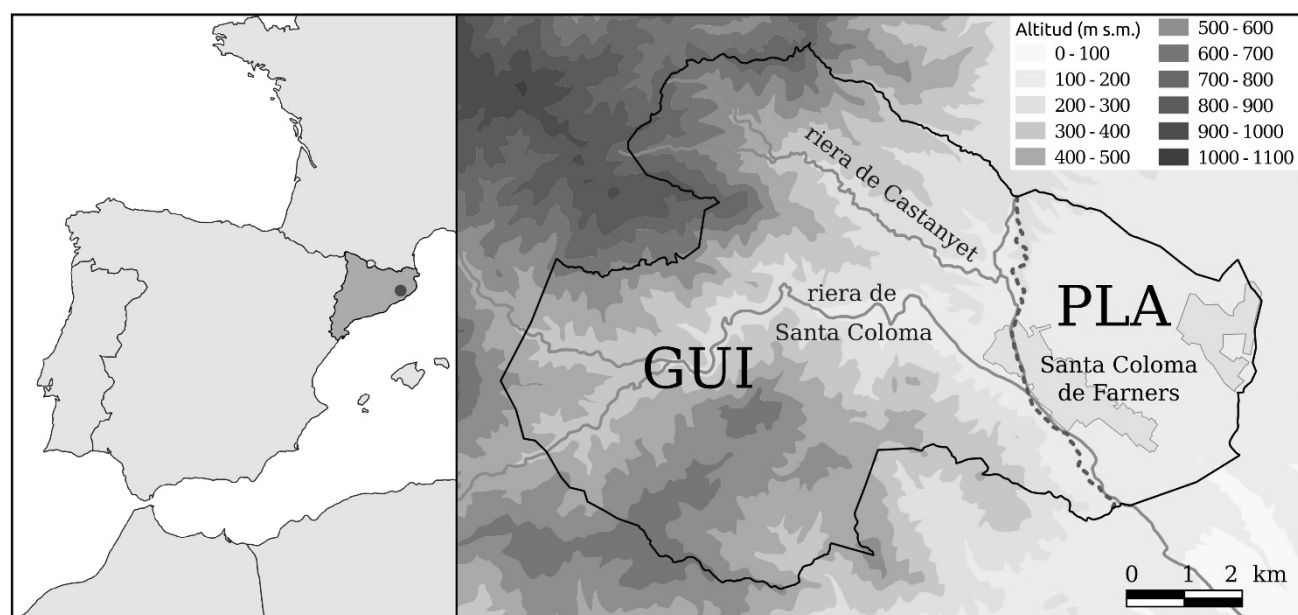 Altitud (m s.m.)
0 - 100
100 - 200
200 - 300
300 - 400
400 - 500
500 - 600
600 - 700
700 - 800
800 - 900
900 - 1000
1000 - 1100
riera de Castanyet
riera de
Santa Coloma
GUI
PLA
Santa Coloma
de Farners
0 1 2 km